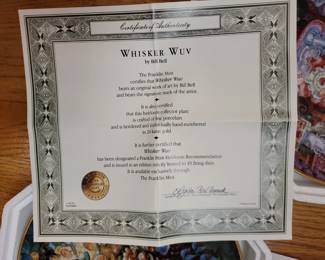 Certificate of Authenticity
WHISKER WUV
by Bill Bell
The Franklin Mint
certifies that Whisker Wuv
bears an original work of art by Bill Bell
and bears the signature mark of the artist.
It is also certified
that this heirloom collector plate
is crafted of fine porcelain
and is bordered and individually hand-numbered
in 24 karat gold.
It is further certified that
Whisker Wuv
has been designated a Franklin Mint Heirloom Recommendation
and is issued in an edition strictly limited to 45 firing days.
It is available exclusively through
The Franklin Mint.